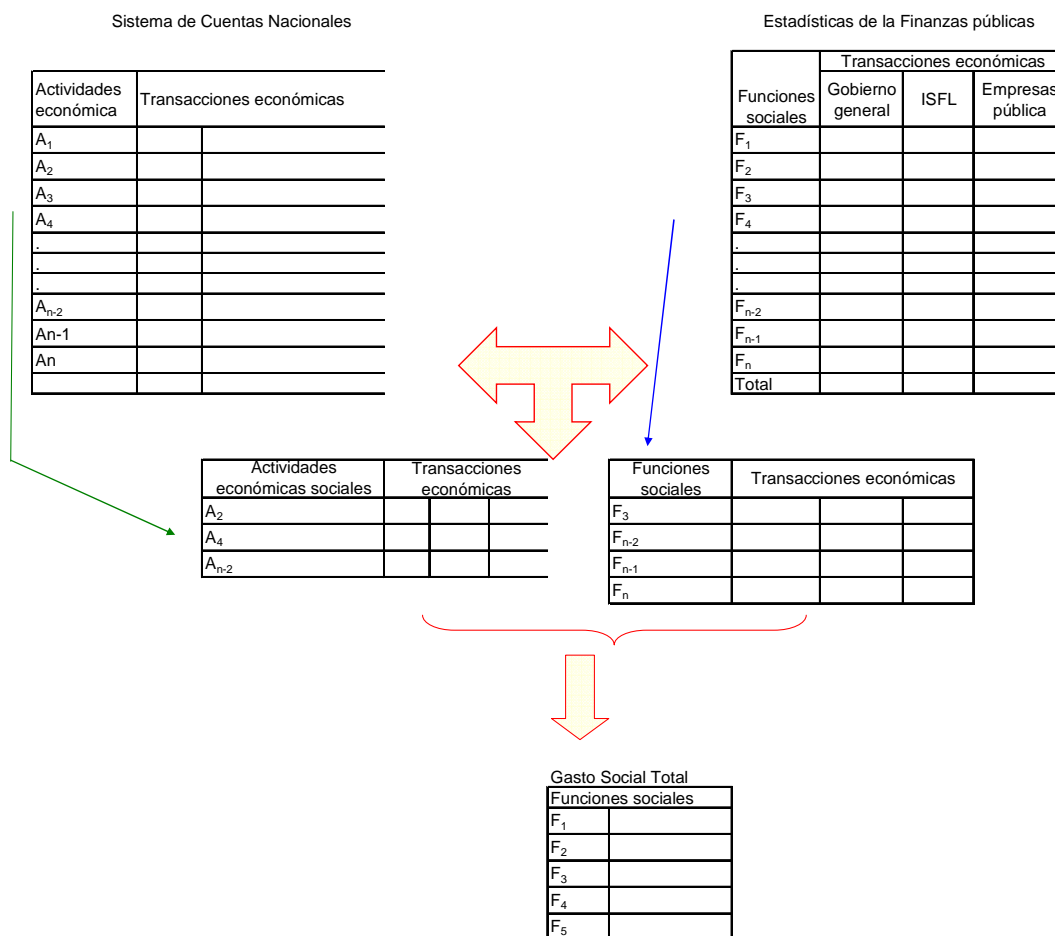 Sistema de Cuentas Nacionales
Estadísticas de la Finanzas públicas
Actividades
económica
Transacciones económicas
A1
A2
A3
A4
.
.
.
An-2
An-1
An
Funciones
sociales
Transacciones económicas
Gobierno
general
ISFL
Empresas
pública
F1
F2
F3
F4
.
.
.
Fn-2
Fn-1
Fn
Total
Actividades
económicas sociales
Transacciones
económicas
A2
A4
An-2
Funciones
sociales
Transacciones económicas
F3
Fn-2
Fn-1
Fn
Gasto Social Total
Funciones sociales
F1
F2
F3
F4
F5